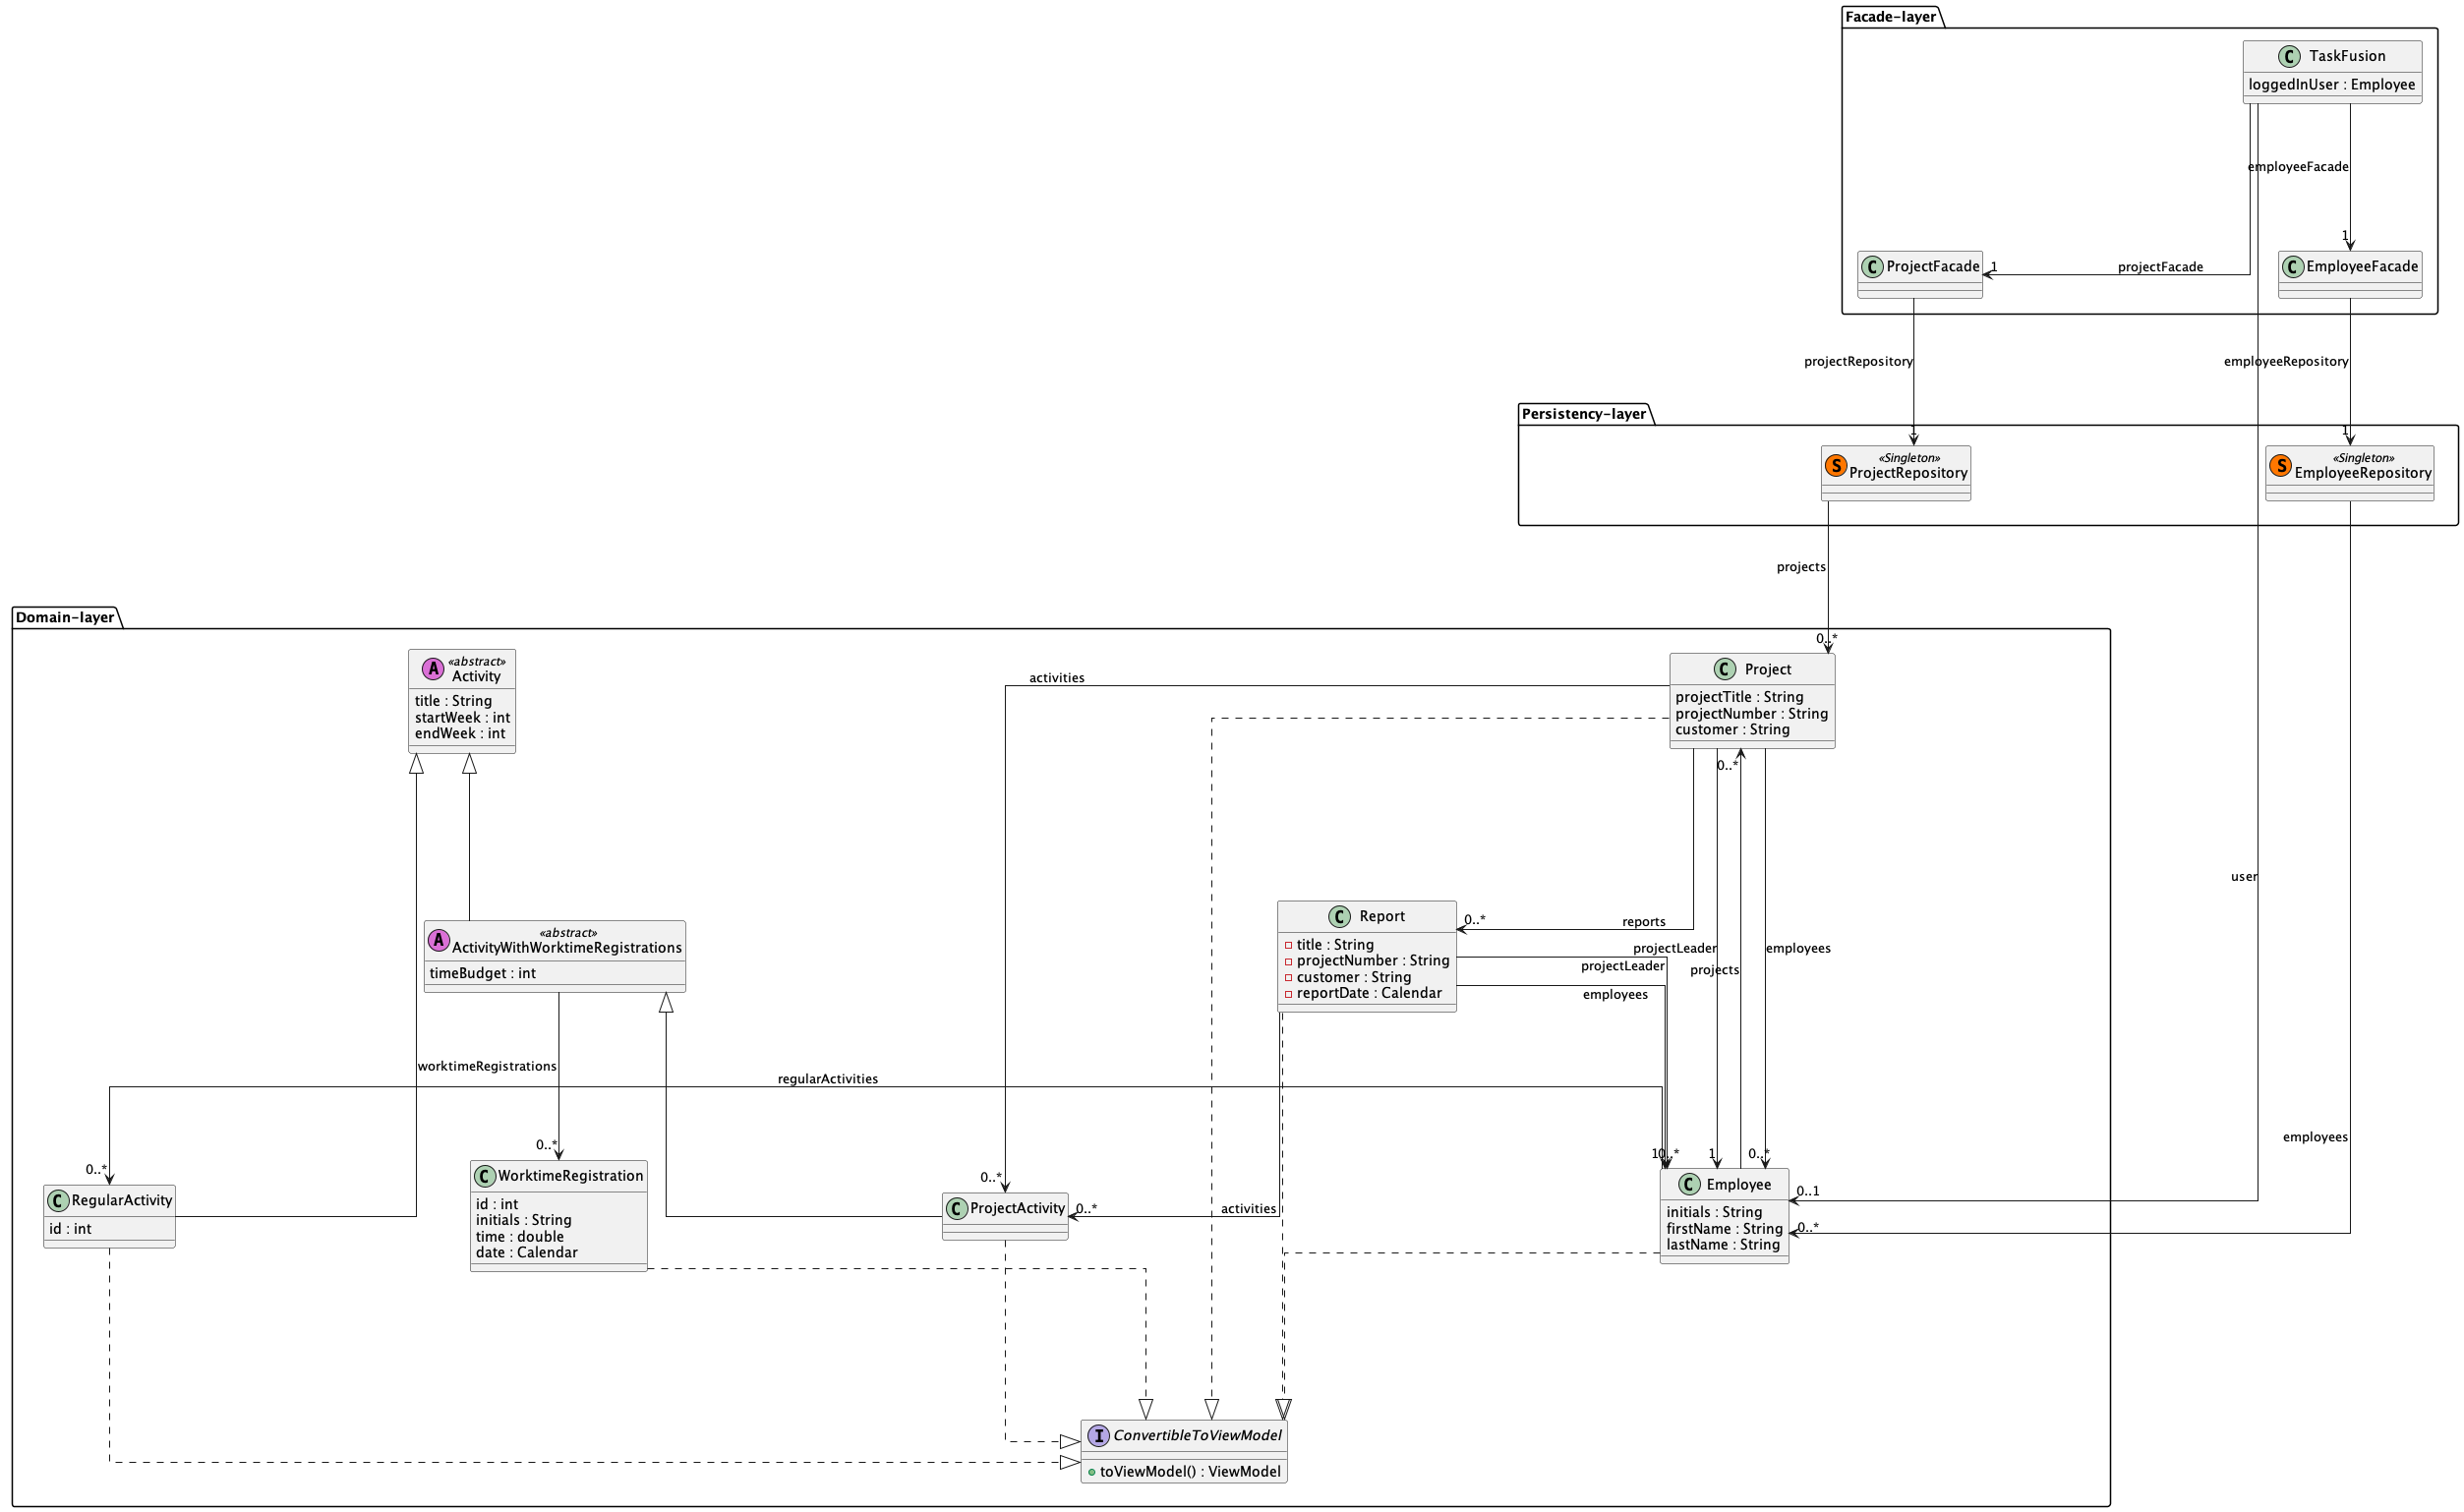 Facade-layer
C TaskFusion
loggedInUser : Employee
employeeFacade
1
C ProjectFacade
1
projectFacade
C EmployeeFacade
projectRepository
employeeRepository
Persistency-layer
1
1
S «Singleton»
ProjectRepository
S «Singleton»
EmployeeRepository
projects
Domain-layer
0..*
A «abstract»
Activity
title : String
startWeek : int
endWeek : int
C Project
projectTitle : String
projectNumber : String
customer : String
activities
0..*
user
C Report
title : String
projectNumber : String
customer : String
reportDate : Calendar
0..*
reports
A «abstract»
ActivityWithWorktimeRegistrations
timeBudget : int
projectLeader
employees
projectLeader
projects
employees
worktimeRegistrations
regularActivities
employees
0..*
0..*
0..*
1
0..*
1
0..*
C RegularActivity
id : int
C WorktimeRegistration
id : int
initials : String
time : double
date : Calendar
C ProjectActivity
0..*
activities
C Employee
initials : String
firstName : String
lastName : String
0..1
0..*
I ConvertibleToViewModel
toViewModel() : ViewModel